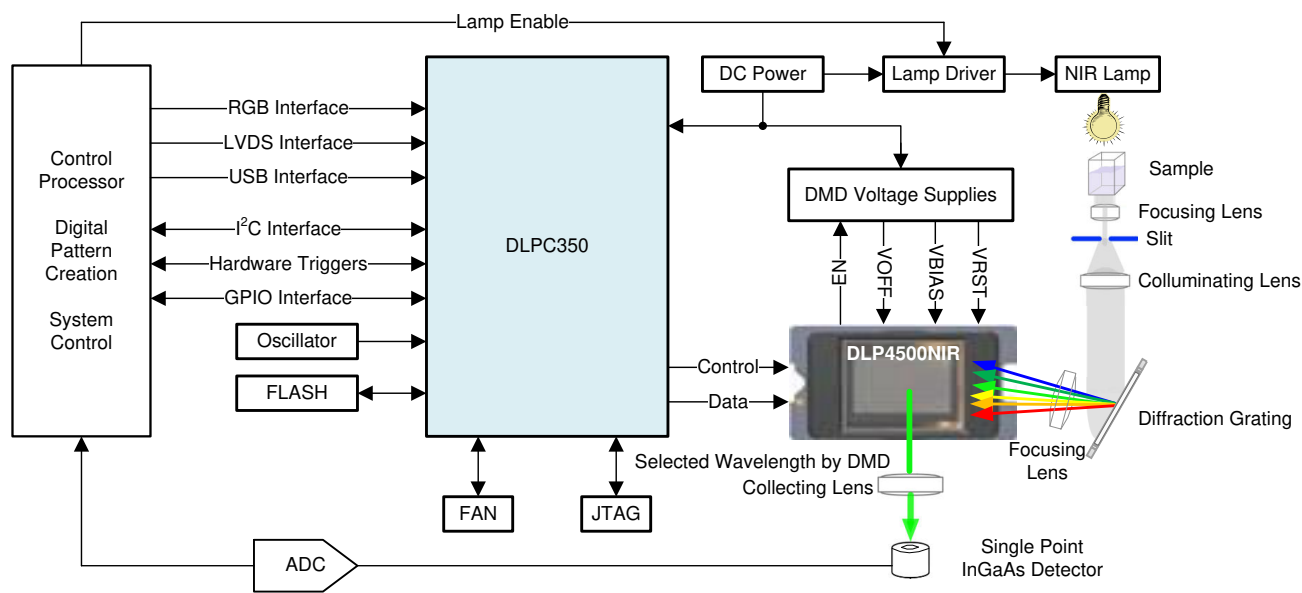 Lamp Enable
DC Power
Lamp Driver
NIR Lamp
RGB Interface
LVDS Interface
USB Interface
I²C Interface
Hardware Triggers
GPIO Interface
Control
Processor
Digital
Pattern
Creation
System
Control
DLPC350
Oscillator
FLASH
FAN
JTAG
DMD Voltage Supplies
EN
VOFF
VBIAS
VRST
Control
Data
DLP4500NIR
Sample
Focusing Lens
Slit
Colluminating Lens
Diffraction Grating
Focusing
Lens
Selected Wavelength by DMD
Collecting Lens
Single Point
InGaAs Detector
ADC